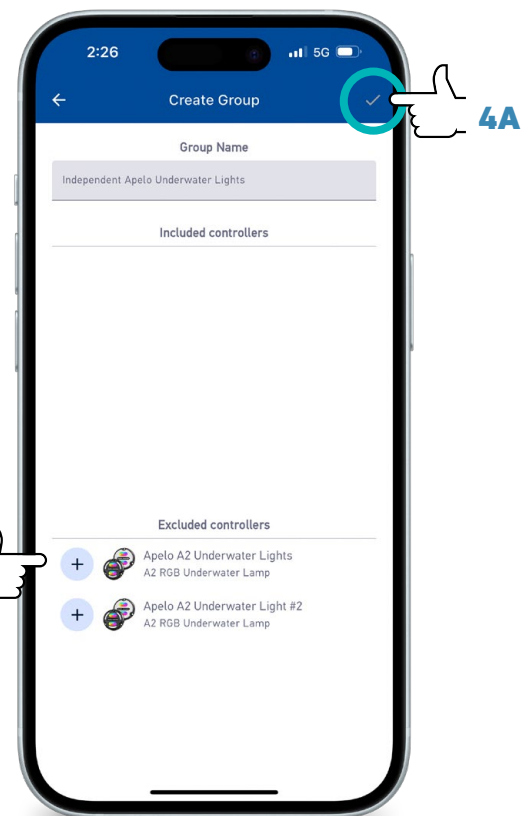 2:26
5G
Create Group
4A
Group Name
Independent Apelo Underwater Lights
Included controllers
Excluded controllers
Apelo A2 Underwater Lights
A2 RGB Underwater Lamp
Apelo A2 Underwater Light #2
A2 RGB Underwater Lamp